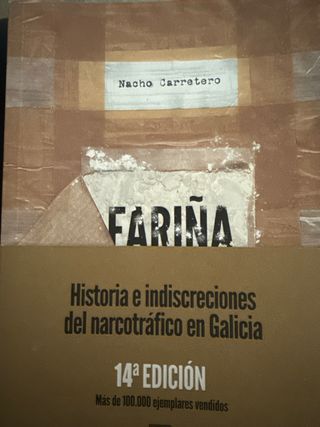 Nacho Carretero
FARIÑA
Historia e indiscreciones
del narcotráfico en Galicia
14ª EDICIÓN
Más de 100.000 ejemplares vendidos